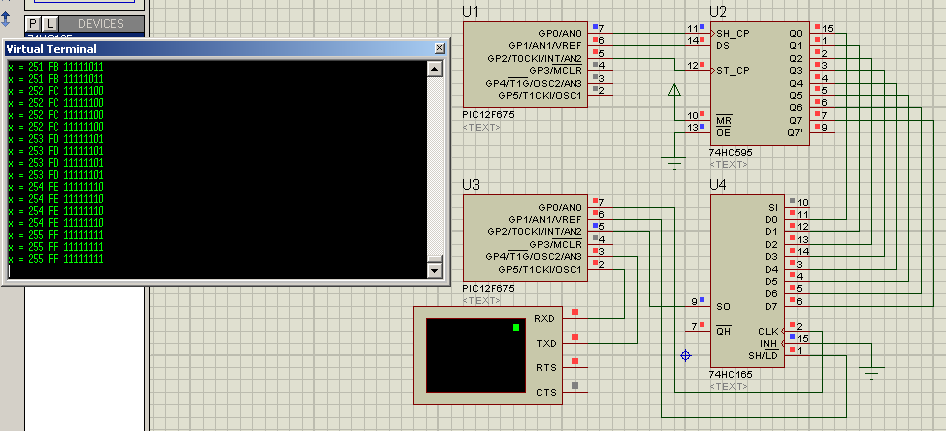 P L DEVICES
Virtual Terminal
x = 251 FB 11111011
x = 251 FB 11111011
x = 252 FC 11111100
x = 252 FC 11111100
x = 252 FC 11111100
x = 252 FC 11111100
x = 253 FD 11111101
x = 253 FD 11111101
x = 253 FD 11111101
x = 253 FD 11111101
x = 254 FE 11111110
x = 254 FE 11111110
x = 254 FE 11111110
x = 254 FE 11111110
x = 255 FF 11111111
x = 255 FF 11111111
x = 255 FF 11111111
U1
GP0/AN0 7
GP1/AN1/VREF 6
GP2/T0CKI/INT/AN2 5
GP3/MCLR 4
GP4/T1G/OSC2/AN3 3
GP5/T1CKI/OSC1 2
PIC12F675
<TEXT>
U2
11 SH_CP Q0 15
14 DS Q1 1
Q2 2
12 ST_CP Q3 3
Q4 4
Q5 5
Q6 6
10 MR Q7 7
13 OE Q7' 9
74HC595
<TEXT>
U3
GP0/AN0 7
GP1/AN1/VREF 6
GP2/T0CKI/INT/AN2 5
GP3/MCLR 4
GP4/T1G/OSC2/AN3 3
GP5/T1CKI/OSC1 2
PIC12F675
<TEXT>
U4
SI 10
D0 11
D1 12
D2 13
D3 14
D4 3
D5 4
D6 5
9 SO D7 6
7 QH CLK 2
INH 15
SH/LD 1
74HC165
<TEXT>
RXD
TXD
RTS
CTS